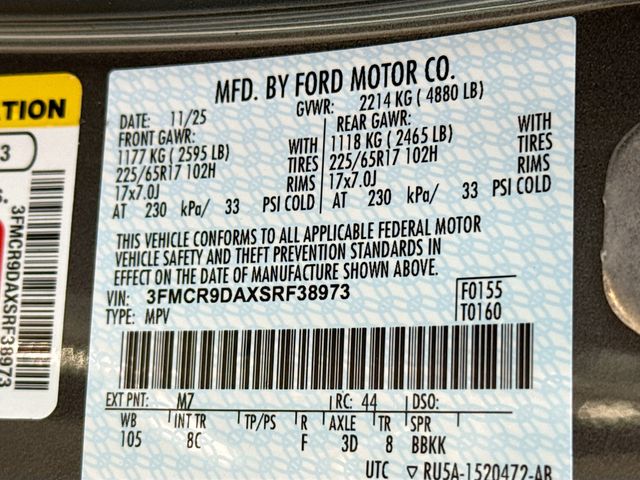 MFD. BY FORD MOTOR CO.
DATE: 11/25 GVWR: 2214 KG ( 4880 LB)
FRONT GAWR: REAR GAWR:
1177 KG ( 2595 LB) WITH 1118 KG ( 2465 LB) WITH
225/65R17 102H TIRES 225/65R17 102H TIRES
17x7.0J RIMS 17x7.0J RIMS
AT 230 kPa/ 33 PSI COLD AT 230 kPa/ 33 PSI COLD
THIS VEHICLE CONFORMS TO ALL APPLICABLE FEDERAL MOTOR
VEHICLE SAFETY AND THEFT PREVENTION STANDARDS IN
EFFECT ON THE DATE OF MANUFACTURE SHOWN ABOVE.
VIN: 3FMCR9DAXSRF38973 F0155
TYPE: MPV T0160
EXT PNT: M7 RC: 44 DSO:
WB INT TR TP/PS R AXLE TR SPR
105 8C F 3D 8 BBKK
UTC ▽ RU5A-1520472-AB
3
3FMCR9DAXSRF38973